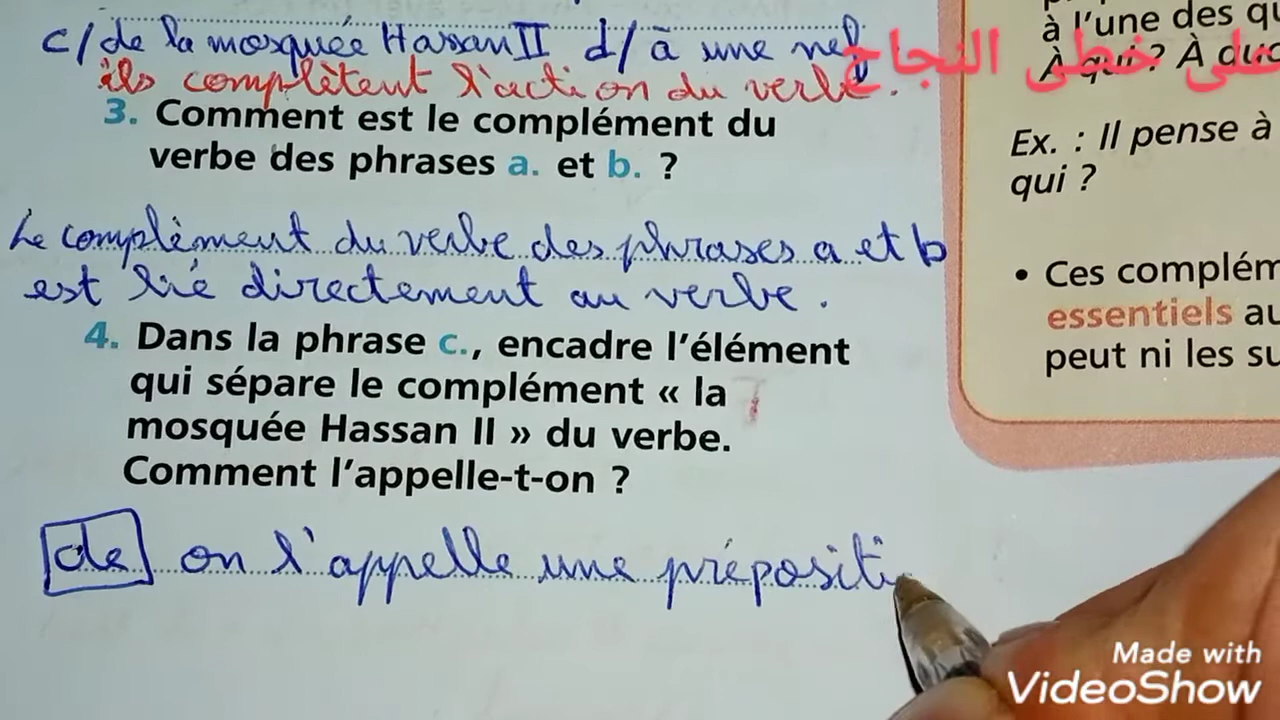 c/ de la mosquée Hassan II d/ à une nef
ils complètent l'action du verbe.
3. Comment est le complément du
verbe des phrases a. et b. ?
Le complèment du verbe des phrases a et b
est lié directement au verbe.
4. Dans la phrase c., encadre l'élément
qui sépare le complément « la
mosquée Hassan II » du verbe.
Comment l'appelle-t-on ?
de on l'appelle une prépositi
à l'une des qu
À qui ? À
على خطى النجاح
Ex. : Il pense à
qui ?
• Ces complém
essentiels au
peut ni les su
Made with
VideoShow